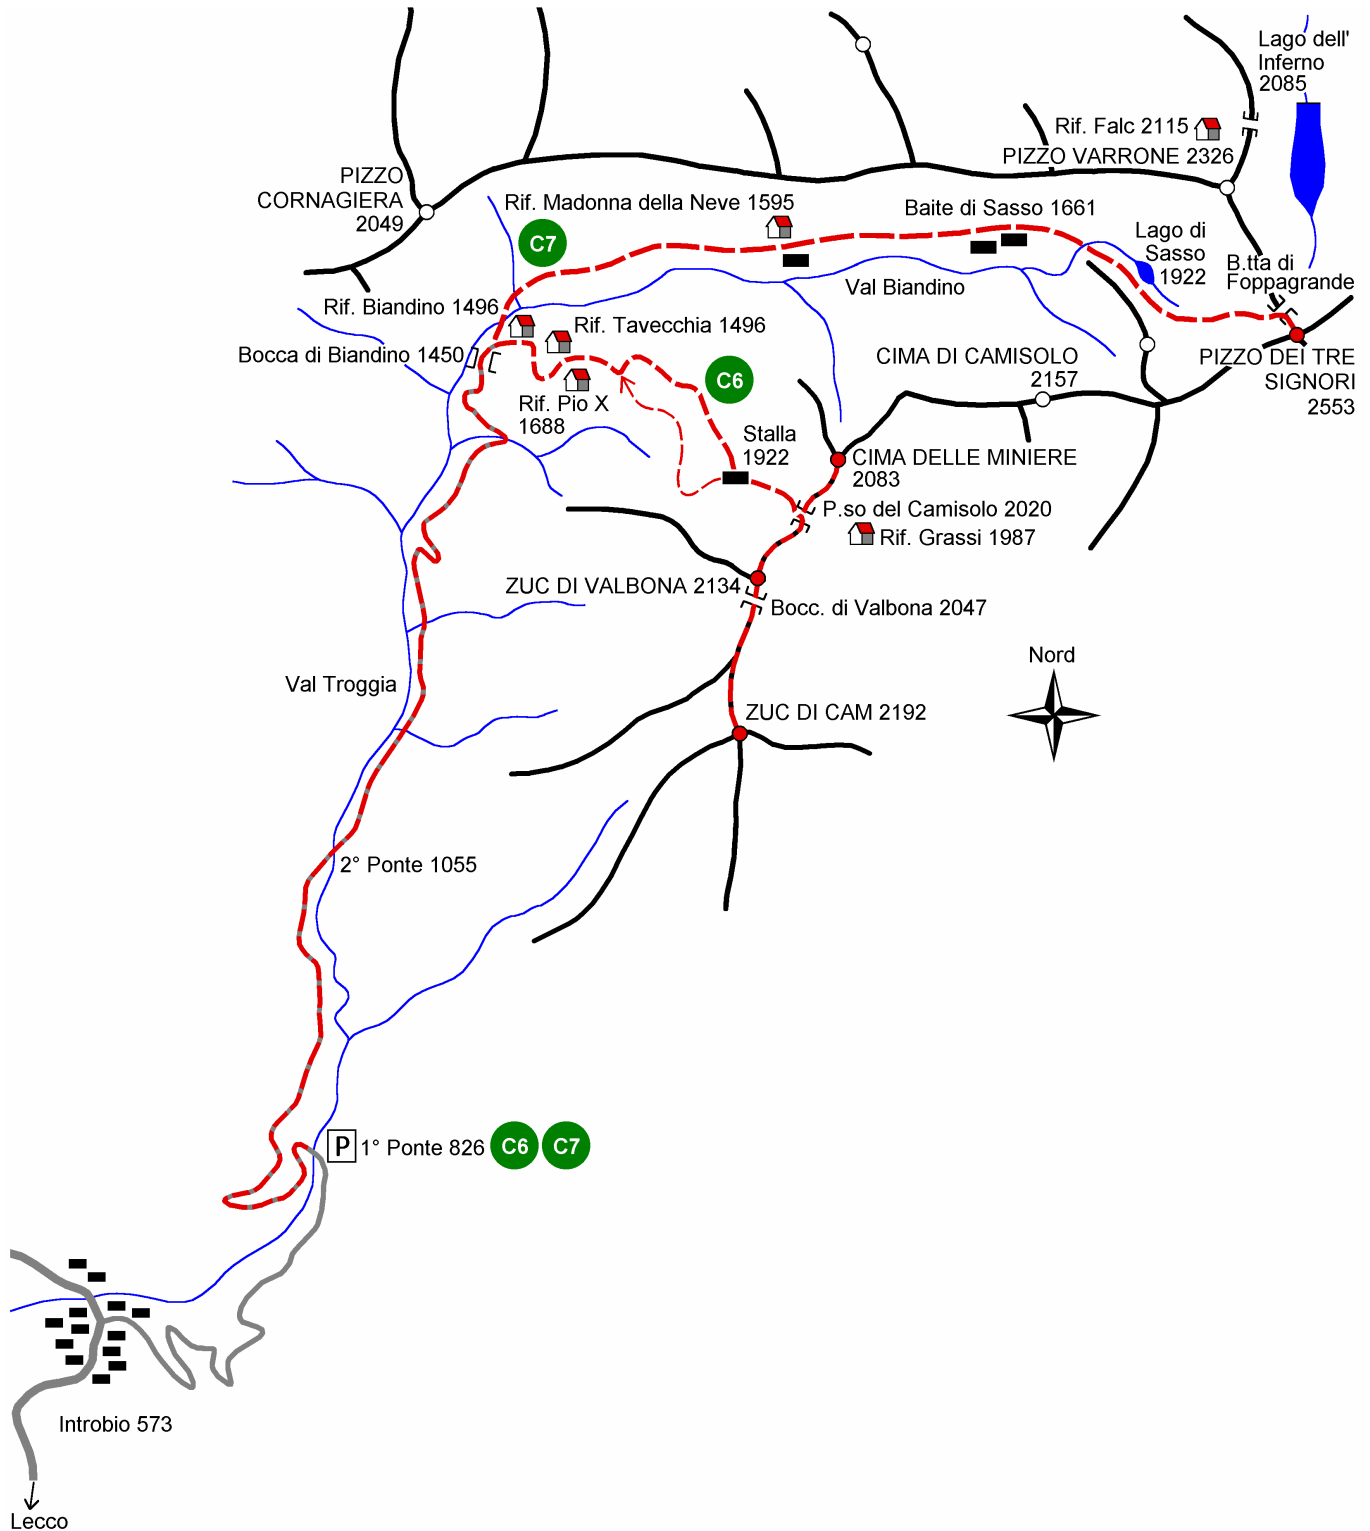 Lago dell'
Inferno
2085
Rif. Falc 2115
PIZZO VARRONE 2326
PIZZO
CORNAGIERA
2049
Rif. Madonna della Neve 1595
Baite di Sasso 1661
C7
Lago di
Sasso
1922
B.tta di
Foppagrande
Val Biandino
Rif. Biandino 1496
Rif. Tavecchia 1496
Bocca di Biandino 1450
CIMA DI CAMISOLO
2157
PIZZO DEI TRE
SIGNORI
2553
C6
Rif. Pio X
1688
Stalla
1922
CIMA DELLE MINIERE
2083
P.so del Camisolo 2020
Rif. Grassi 1987
ZUC DI VALBONA 2134
Bocc. di Valbona 2047
Nord
Val Troggia
ZUC DI CAM 2192
2° Ponte 1055
P 1° Ponte 826 C6 C7
Introbio 573
Lecco